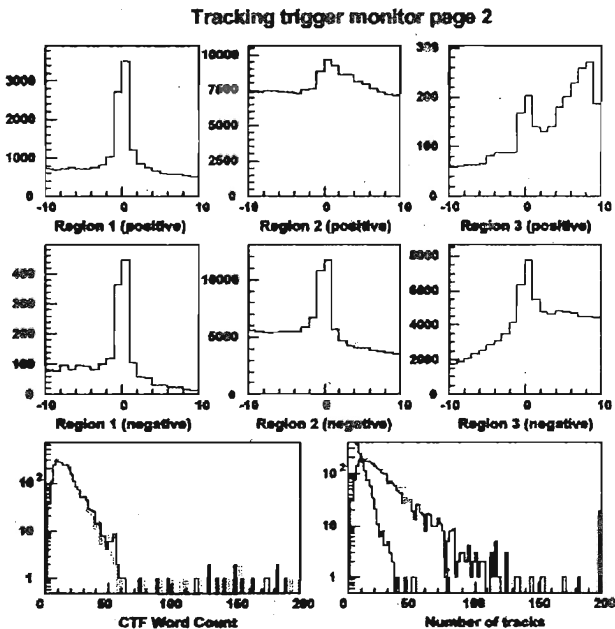 Tracking trigger monitor page 2
3000
2000
1000
0
-10 0 10
Region 1 (positive)
10000
7500
5000
2500
0
-10 0 10
Region 2 (positive)
300
200
100
0
-10 0 10
Region 3 (positive)
400
300
200
100
0
-10 0 10
Region 1 (negative)
10000
5000
0
-10 0 10
Region 2 (negative)
8000
6000
4000
2000
0
-10 0 10
Region 3 (negative)
10²
10
1
0 50 100 150 200
CTF Word Count
10²
10
1
0 50 100 150 200
Number of tracks